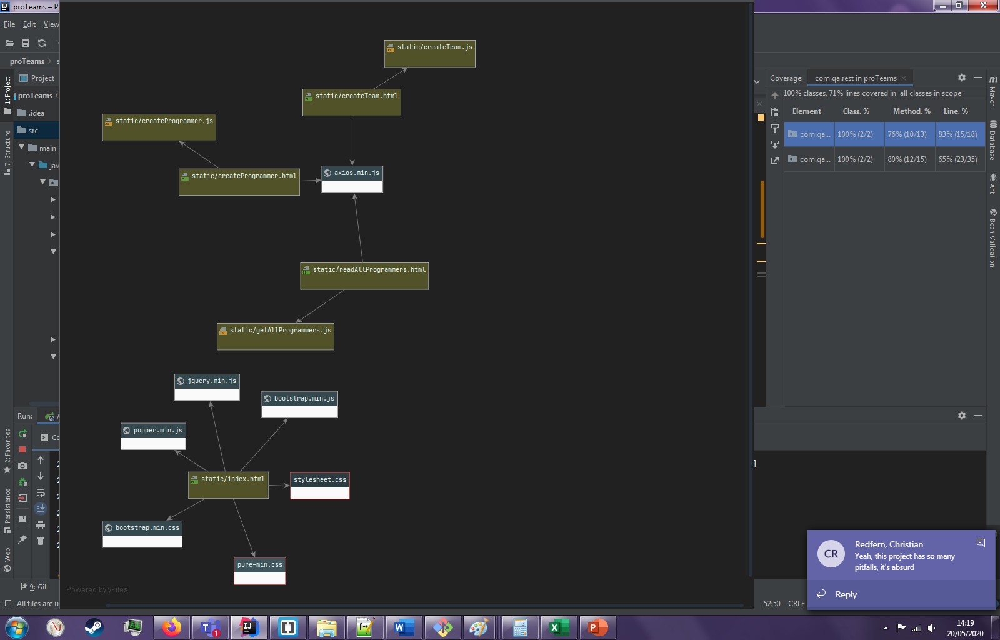 proTeams – P
File Edit View
proTeams s
Project
proTeams
.idea
src
main
jav
1: Project
7: Structure
2: Favorites
Persistence
Web
Run:
Co
9: Git
All files are u
static/createTeam.js
static/createTeam.html
static/createProgrammer.js
static/createProgrammer.html
axios.min.js
static/readAllProgrammers.html
static/getAllProgrammers.js
jquery.min.js
bootstrap.min.js
popper.min.js
static/index.html
stylesheet.css
bootstrap.min.css
pure-min.css
Powered by yFiles
Coverage: com.qa.rest in proTeams
100% classes, 71% lines covered in 'all classes in scope'
Element Class, % Method, % Line, %
com.qa... 100% (2/2) 76% (10/13) 83% (15/18)
com.qa... 100% (2/2) 80% (12/15) 65% (23/35)
Maven
Database
Ant
Bean Validation
CR
Redfern, Christian
Yeah, this project has so many
pitfalls, it's absurd
Reply
52:50 CRLF
14:19
20/05/2020